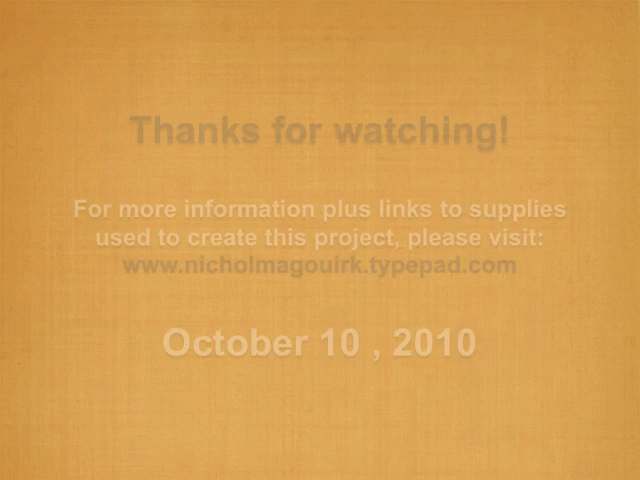 Thanks for watching!
For more information plus links to supplies
used to create this project, please visit:
www.nicholmagouirk.typepad.com
October 10 , 2010